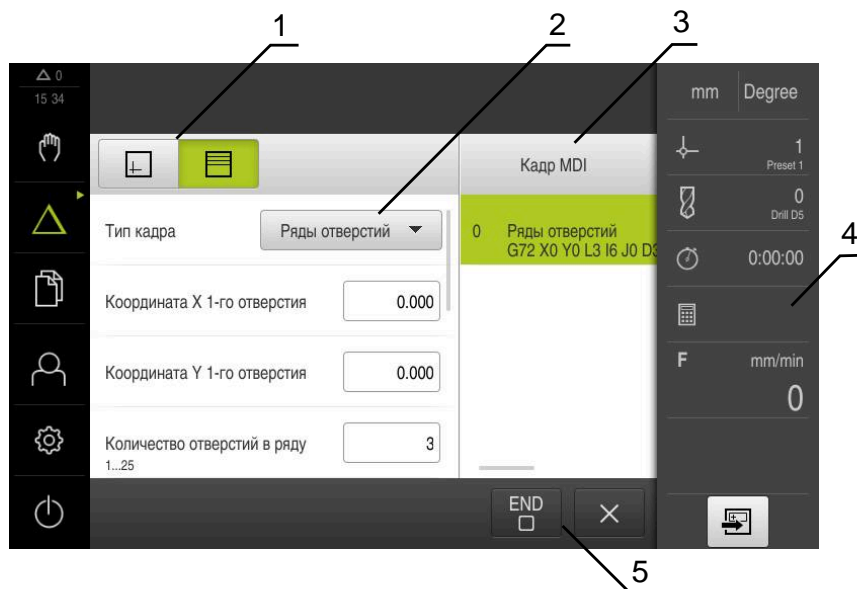 1
2
3
0
15 34
mm Degree
1
Preset 1
Кадр MDI
0
Drill D5
Тип кадра
Ряды отверстий
0 Ряды отверстий
G72 X0 Y0 L3 I6 J0 D3
4
0:00:00
Координата X 1-го отверстия
0.000
Координата Y 1-го отверстия
0.000
F mm/min
0
Количество отверстий в ряду
1...25
3
END
5